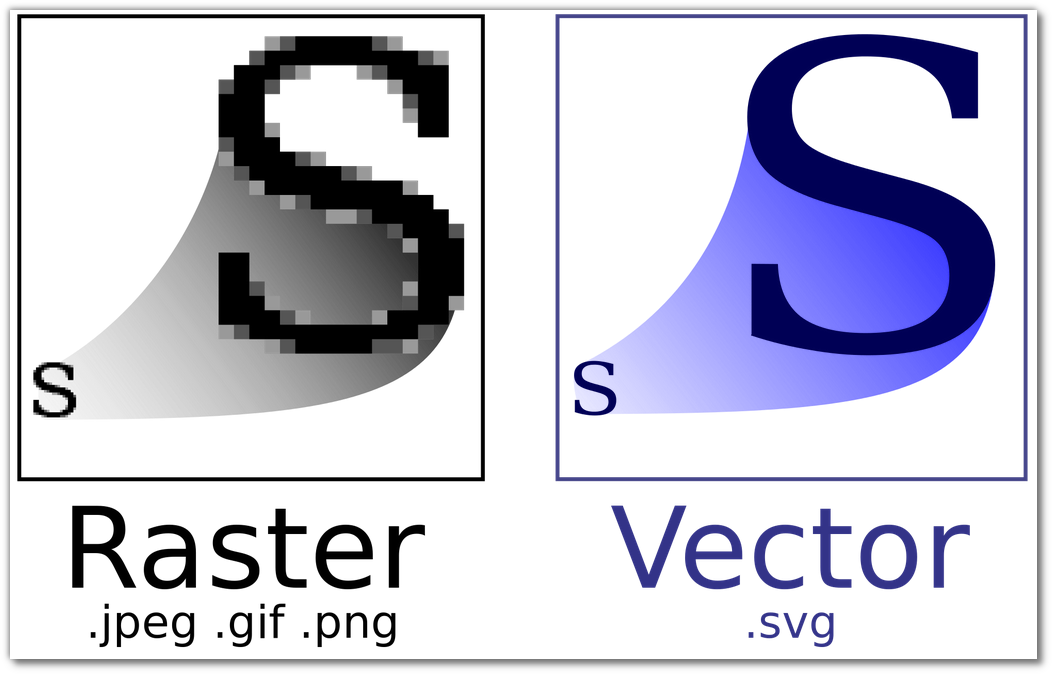 S
S
Raster
.jpeg .gif .png
S
S
Vector
.svg